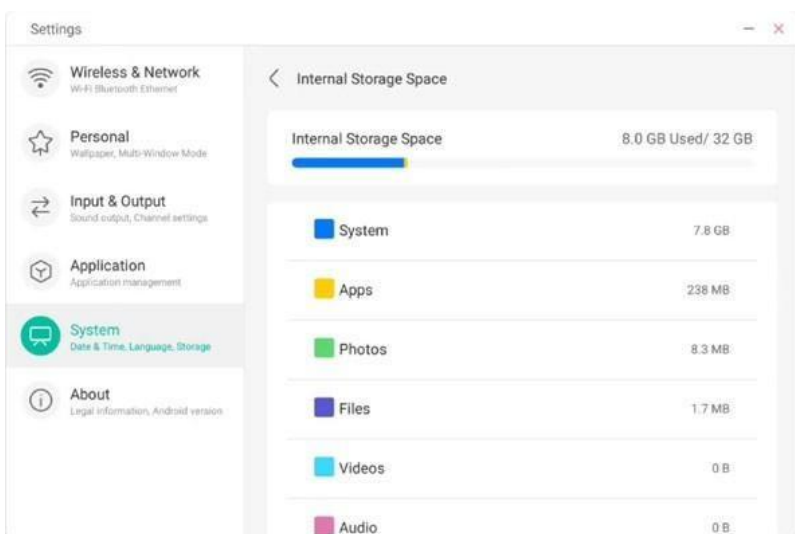 Settings
Wireless & Network
Wi-Fi Bluetooth Ethernet
Personal
Wallpaper, Multi-Window Mode
Input & Output
Sound output, Channel settings
Application
Application management
System
Date & Time, Language, Storage
About
Legal information, Android version
Internal Storage Space
Internal Storage Space 8.0 GB Used/ 32 GB
System 7.8 GB
Apps 238 MB
Photos 8.3 MB
Files 1.7 MB
Videos 0 B
Audio 0 B